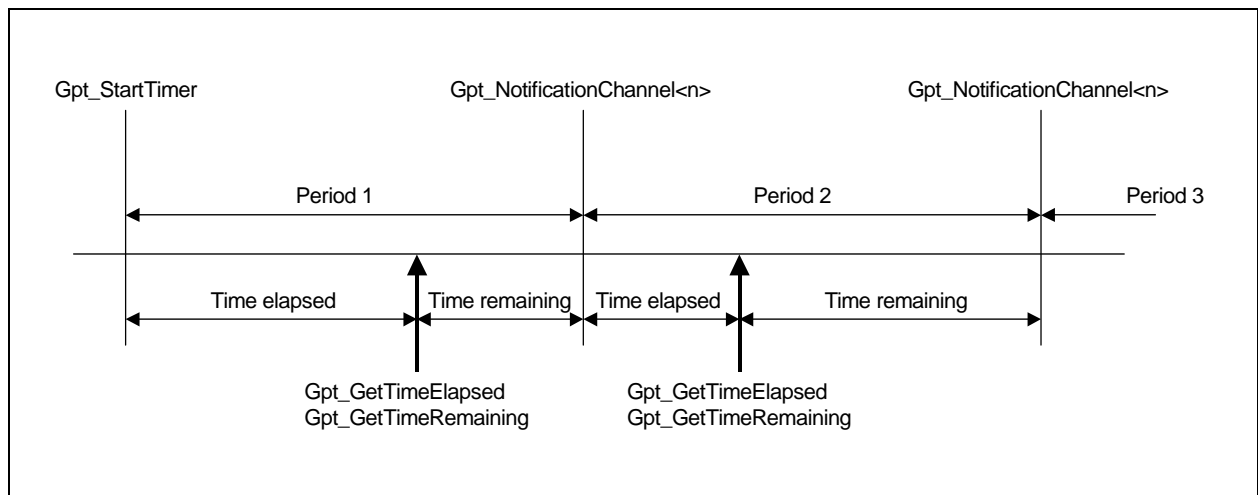 Gpt_StartTimer
Gpt_NotificationChannel<n>
Gpt_NotificationChannel<n>
Period 1
Period 2
Period 3
Time elapsed
Time remaining
Time elapsed
Time remaining
Gpt_GetTimeElapsed
Gpt_GetTimeRemaining
Gpt_GetTimeElapsed
Gpt_GetTimeRemaining